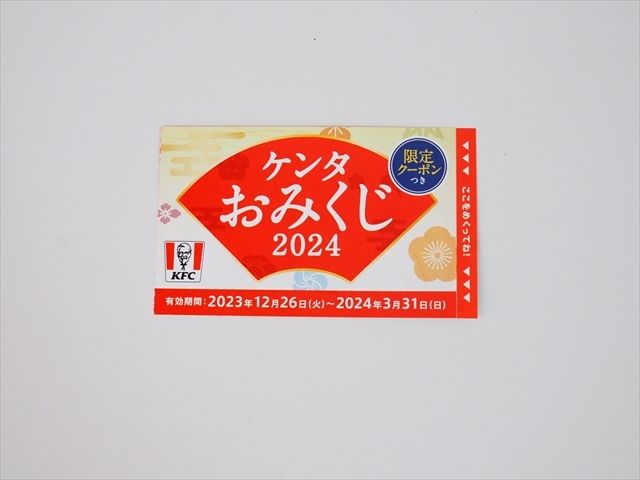 ケンタ
おみくじ
2024
限定
クーポン
つき
KFC
有効期間：2023年12月26日(火)～2024年3月31日(日)
ここをめくってね！